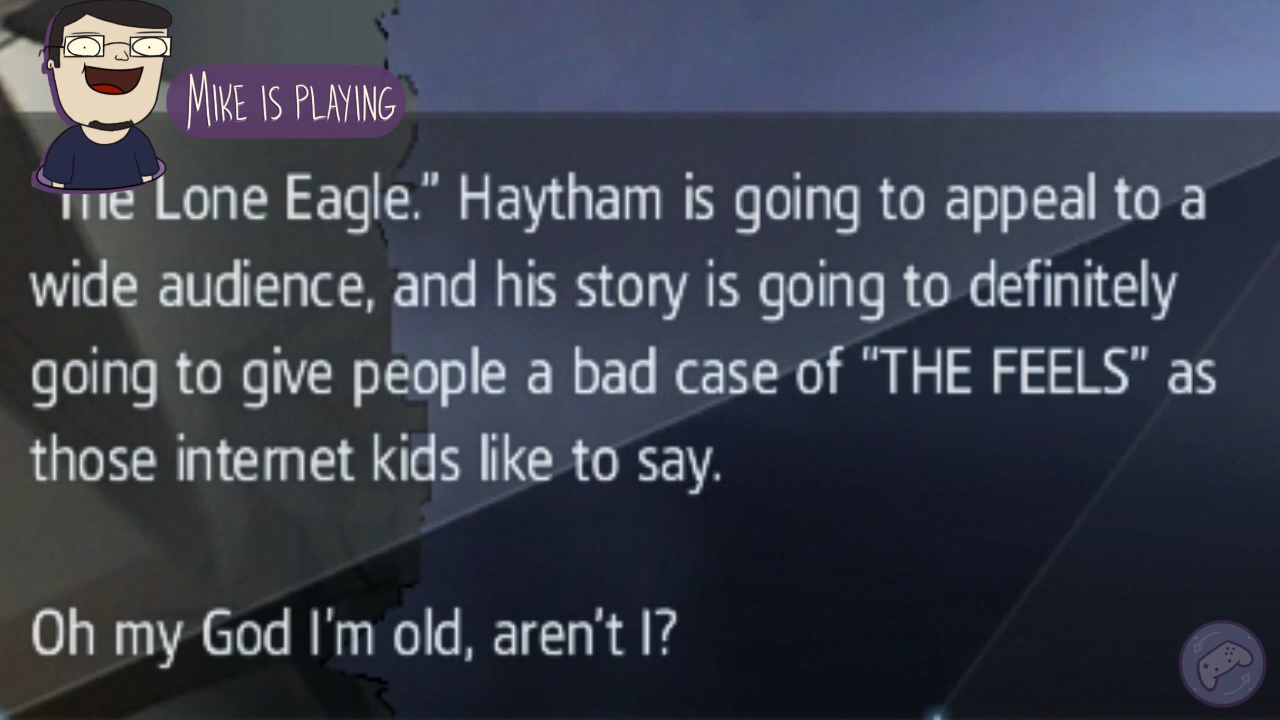 MIKE IS PLAYING
The Lone Eagle.” Haytham is going to appeal to a
wide audience, and his story is going to definitely
going to give people a bad case of “THE FEELS” as
those internet kids like to say.
Oh my God I’m old, aren’t I?